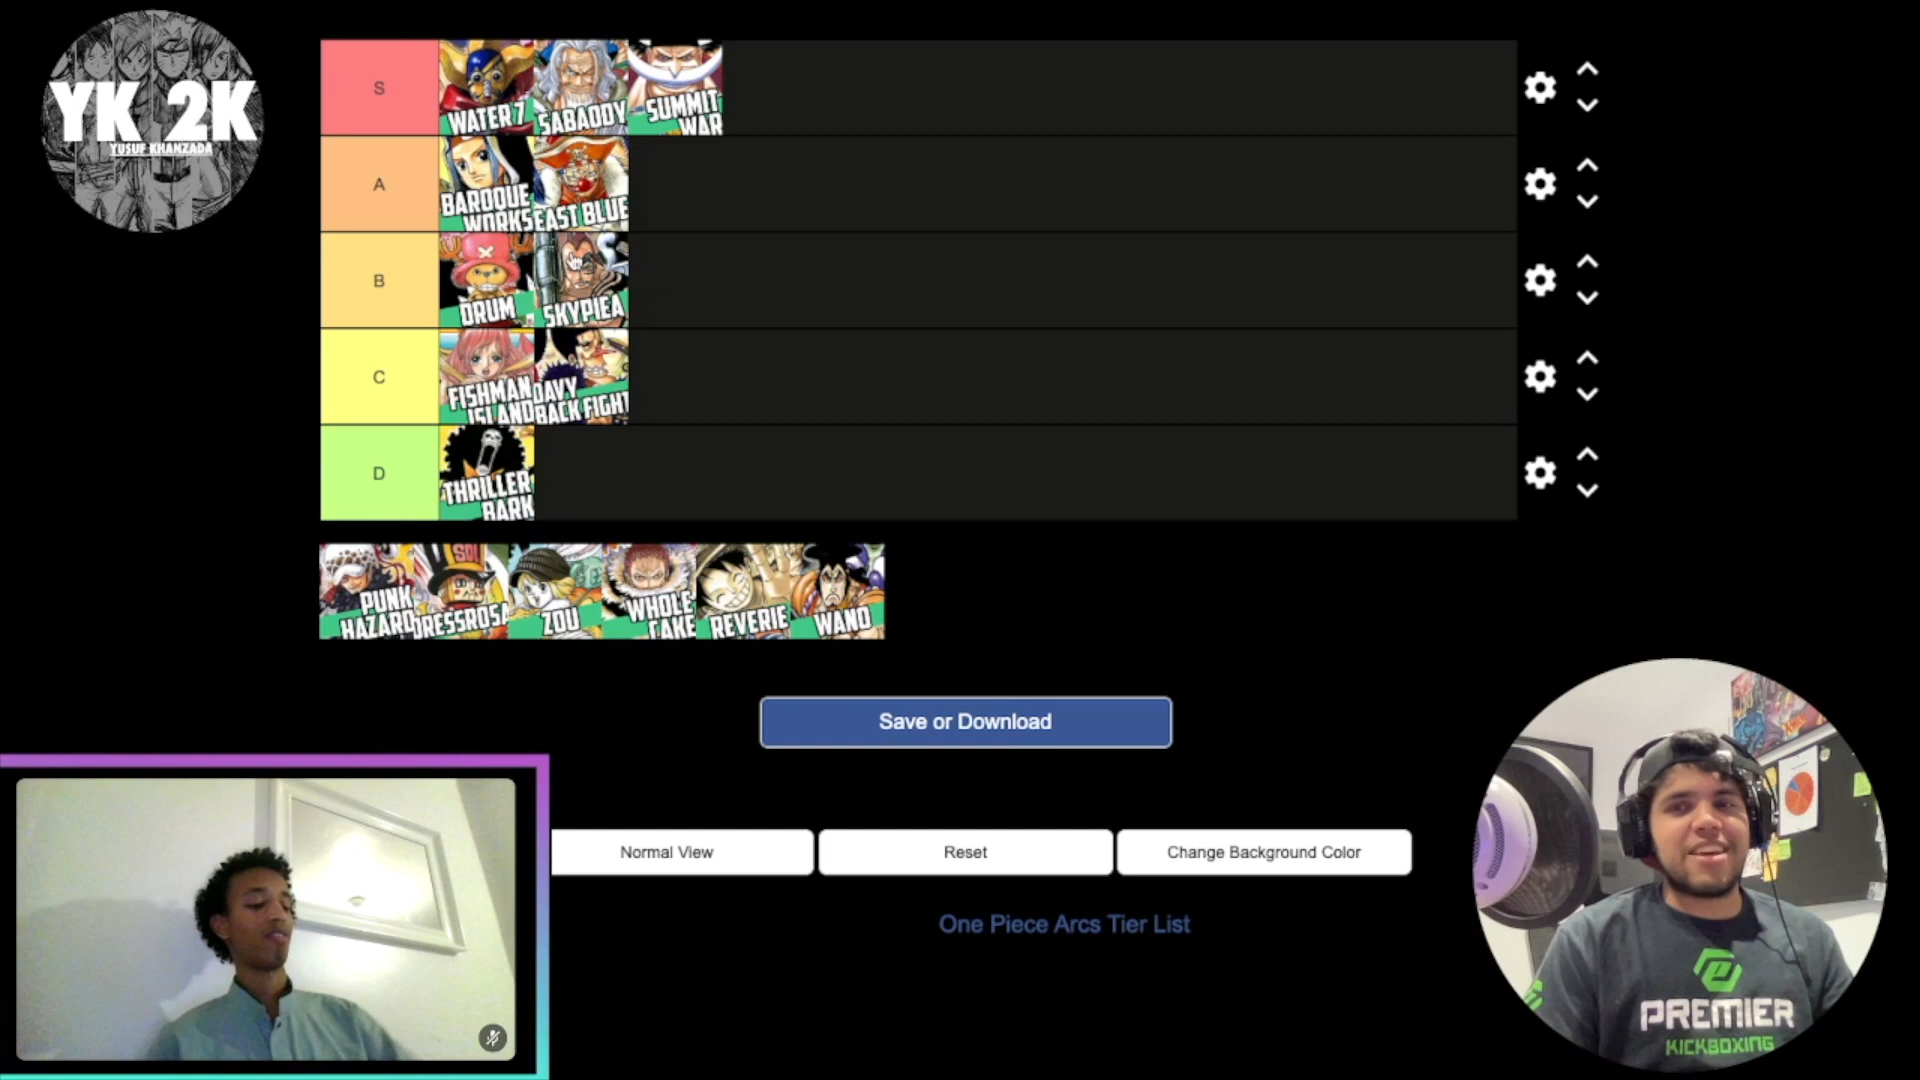 YK 2K
YUSUF KHANZADA
S
WATER 7
SABAODY
SUMMIT
WAR
A
BAROQUE
WORKS
EAST BLUE
B
DRUM
SKYPIEA
C
FISHMAN
ISLAND
DAVY
BACK FIGHT
D
THRILLER
BARK
PUNK
HAZARD
DRESSROSA
ZOU
WHOLE
CAKE
REVERIE
WANO
Save or Download
Normal View
Reset
Change Background Color
One Piece Arcs Tier List
PREMIER
KICKBOXING